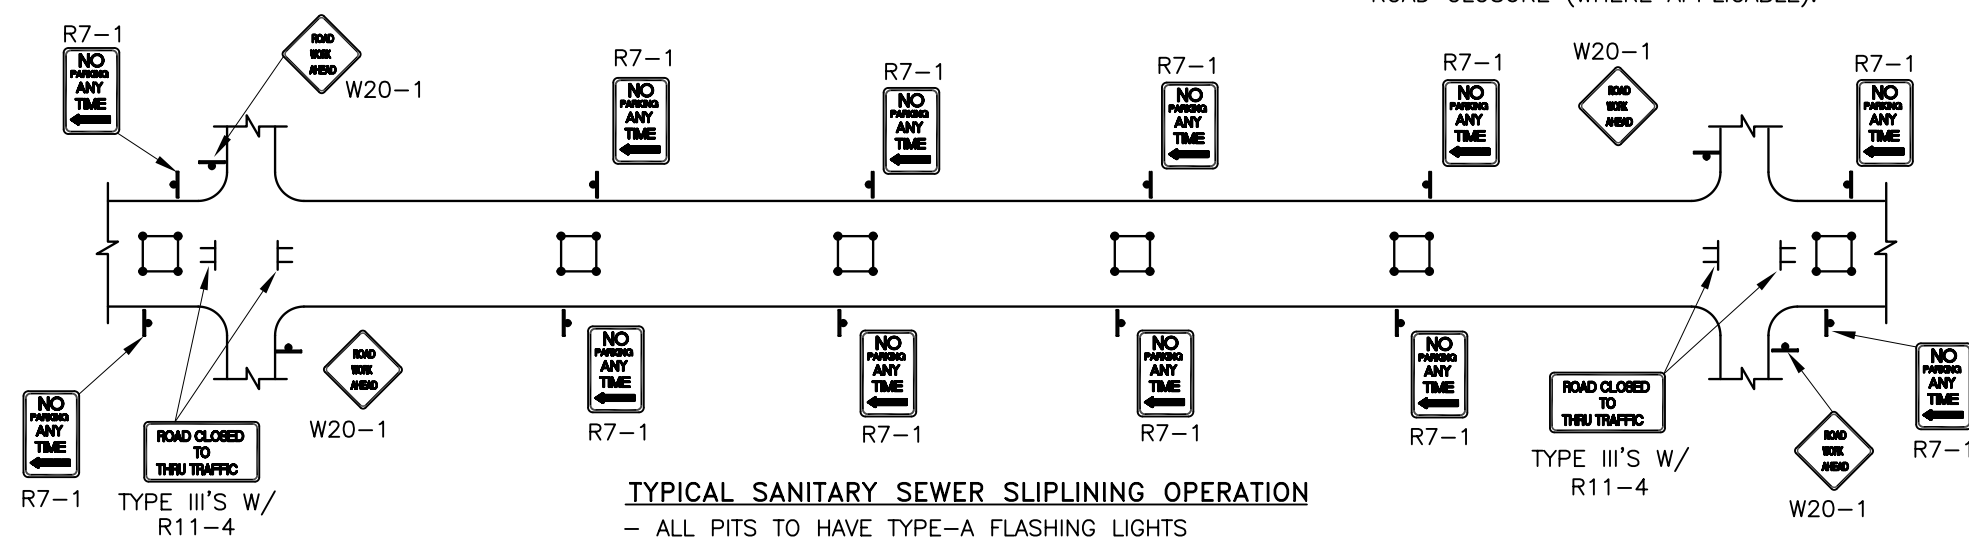 ROAD CLOSURE (WHERE APPLICABLE).
R7-1
NO
PARKING
ANY
TIME
ROAD
WORK
AHEAD
W20-1
R7-1
NO
PARKING
ANY
TIME
R7-1
NO
PARKING
ANY
TIME
R7-1
NO
PARKING
ANY
TIME
R7-1
NO
PARKING
ANY
TIME
W20-1
ROAD
WORK
AHEAD
R7-1
NO
PARKING
ANY
TIME
NO
PARKING
ANY
TIME
R7-1
ROAD CLOSED
TO
THRU TRAFFIC
TYPE III'S W/
R11-4
ROAD
WORK
AHEAD
W20-1
NO
PARKING
ANY
TIME
R7-1
NO
PARKING
ANY
TIME
R7-1
NO
PARKING
ANY
TIME
R7-1
NO
PARKING
ANY
TIME
R7-1
ROAD CLOSED
TO
THRU TRAFFIC
TYPE III'S W/
R11-4
ROAD
WORK
AHEAD
W20-1
NO
PARKING
ANY
TIME
R7-1
TYPICAL SANITARY SEWER SLIPLINING OPERATION
- ALL PITS TO HAVE TYPE-A FLASHING LIGHTS